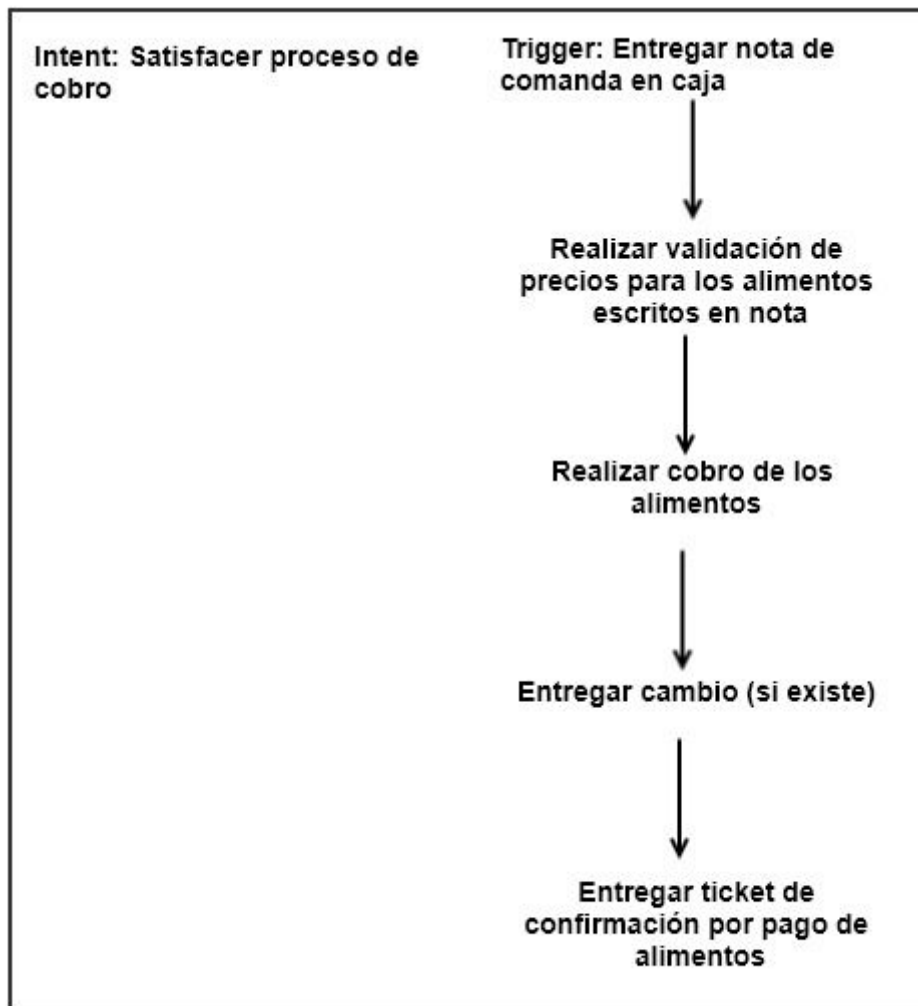 Intent: Satisfacer proceso de
cobro
Trigger: Entregar nota de
comanda en caja
Realizar validación de
precios para los alimentos
escritos en nota
Realizar cobro de los
alimentos
Entregar cambio (si existe)
Entregar ticket de
confirmación por pago de
alimentos